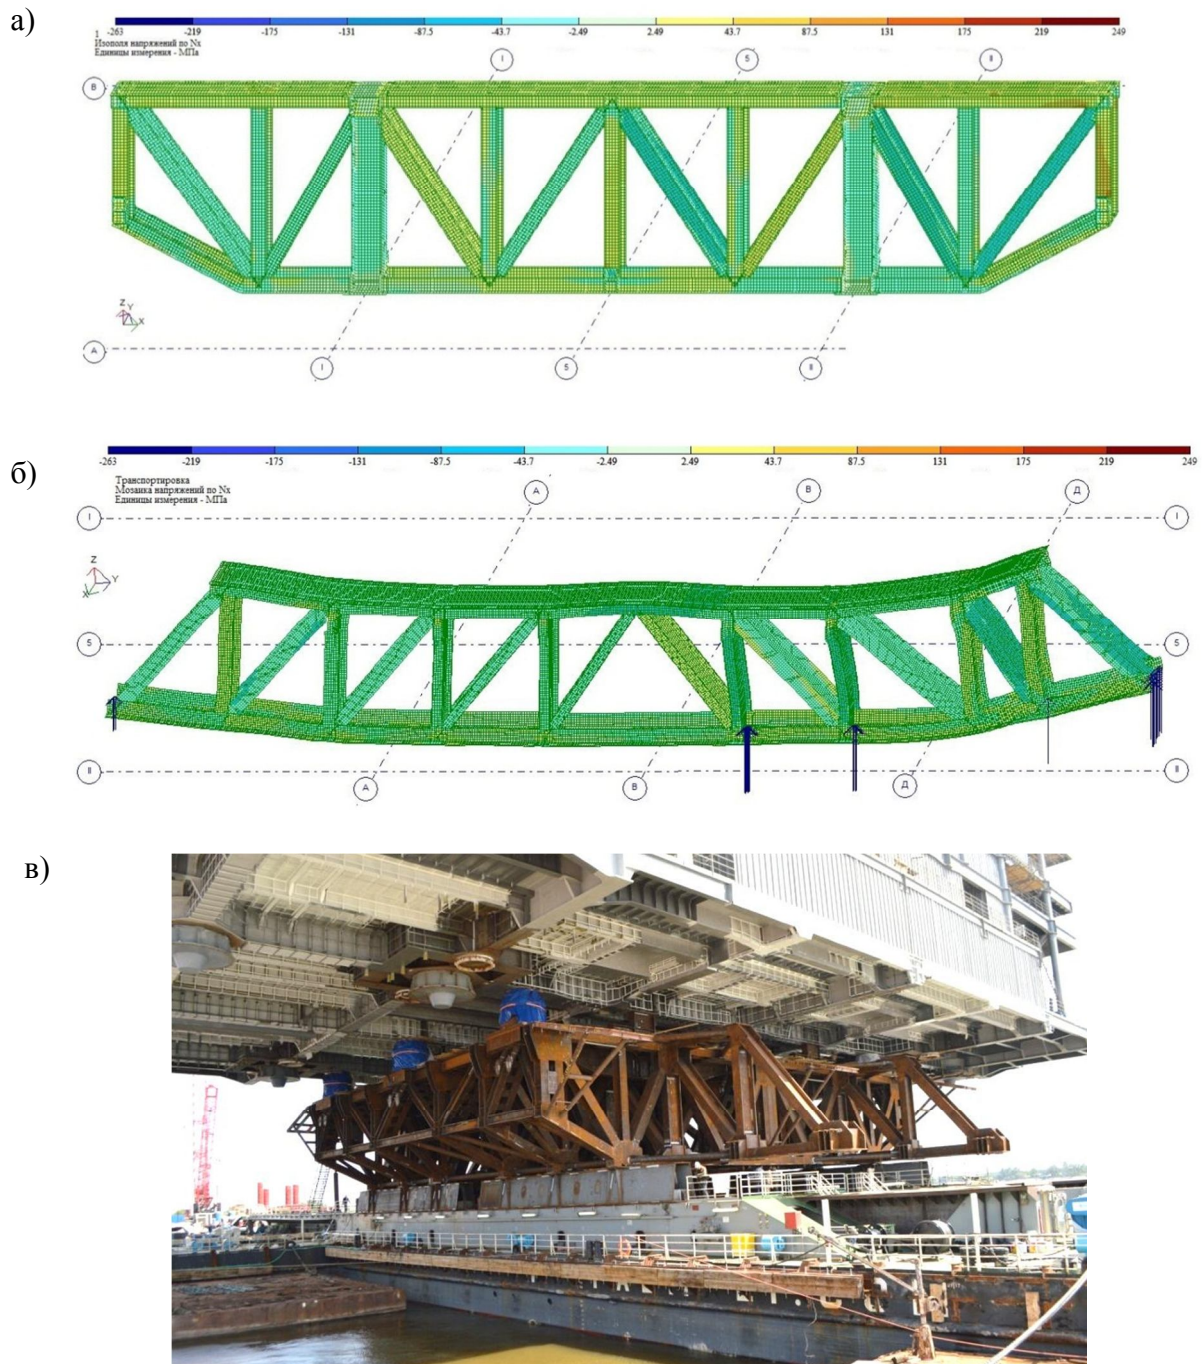 а)
-263 -219 -175 -131 -87.5 -43.7 -2.49 2.49 43.7 87.5 131 175 219 249
1
Изополя напряжений по Nx
Единицы измерения - МПа
I 5 II
В
Z Y X
А
I 5 II
б)
-263 -219 -175 -131 -87.5 -43.7 -2.49 2.49 43.7 87.5 131 175 219 249
Транспортировка
Мозаика напряжений по Nx
Единицы измерения - МПа
А В Д
I I
Z Y X
5 5
II II
А В Д
в)